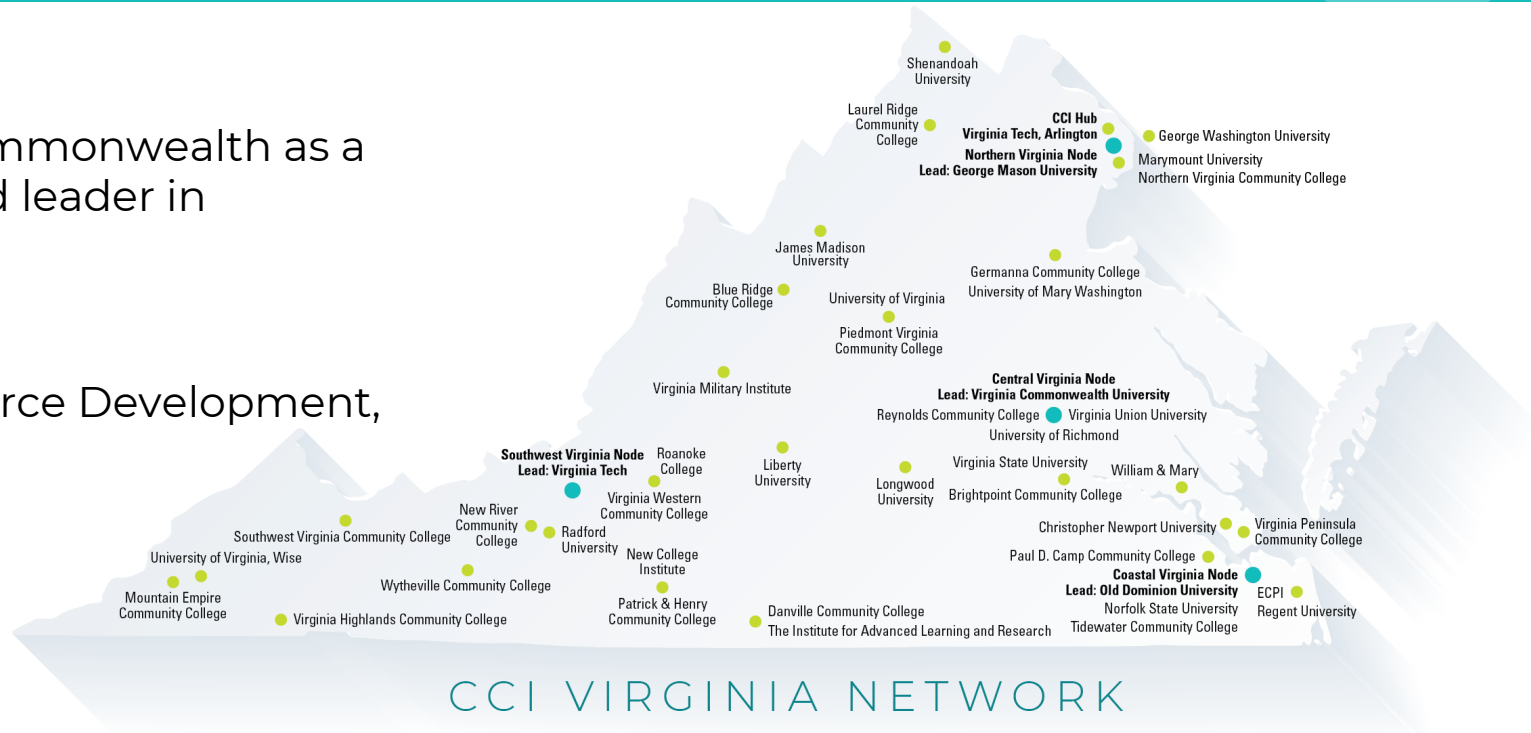 mmonwealth as a
d leader in
rce Development,
Shenandoah
University
Laurel Ridge
Community
College
CCI Hub
Virginia Tech, Arlington
Northern Virginia Node
Lead: George Mason University
George Washington University
Marymount University
Northern Virginia Community College
James Madison
University
Blue Ridge
Community College
Germanna Community College
University of Mary Washington
University of Virginia
Piedmont Virginia
Community College
Virginia Military Institute
Central Virginia Node
Lead: Virginia Commonwealth University
Reynolds Community College
Virginia Union University
University of Richmond
Southwest Virginia Node
Lead: Virginia Tech
Roanoke
College
Virginia Western
Community College
Liberty
University
Longwood
University
Virginia State University
Brightpoint Community College
William & Mary
New River
Community
College
Radford
University
Southwest Virginia Community College
University of Virginia, Wise
Mountain Empire
Community College
Wytheville Community College
Virginia Highlands Community College
New College
Institute
Patrick & Henry
Community College
Danville Community College
The Institute for Advanced Learning and Research
Christopher Newport University
Virginia Peninsula
Community College
Paul D. Camp Community College
Coastal Virginia Node
Lead: Old Dominion University
Norfolk State University
Tidewater Community College
ECPI
Regent University
CCI VIRGINIA NETWORK